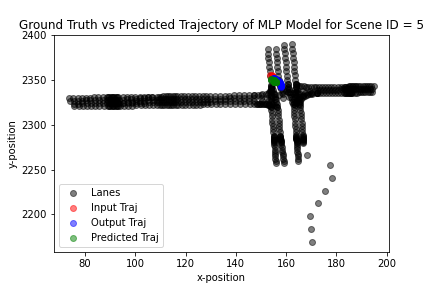 Ground Truth vs Predicted Trajectory of MLP Model for Scene ID = 5
2400
2350
2300
2250
2200
y-position
Lanes
Input Traj
Output Traj
Predicted Traj
80 100 120 140 160 180 200
x-position